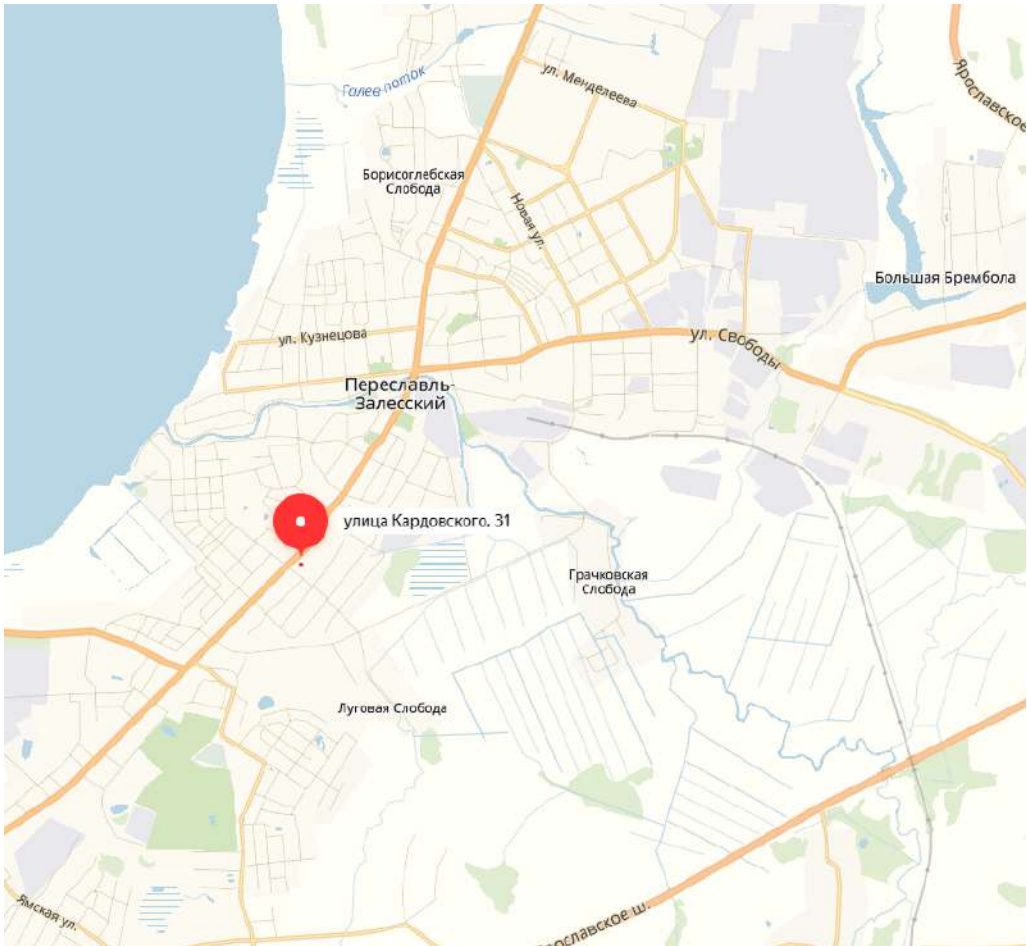 Галев поток
ул. Менделеева
Ярославское
Борисоглебская
Слобода
Новая ул.
Большая Брембола
ул. Кузнецова
ул. Свободы
Переславль-
Залесский
улица Кардовского, 31
Грачковская
Слобода
Луговая Слобода
Ямская ул.
Ярославское ш.